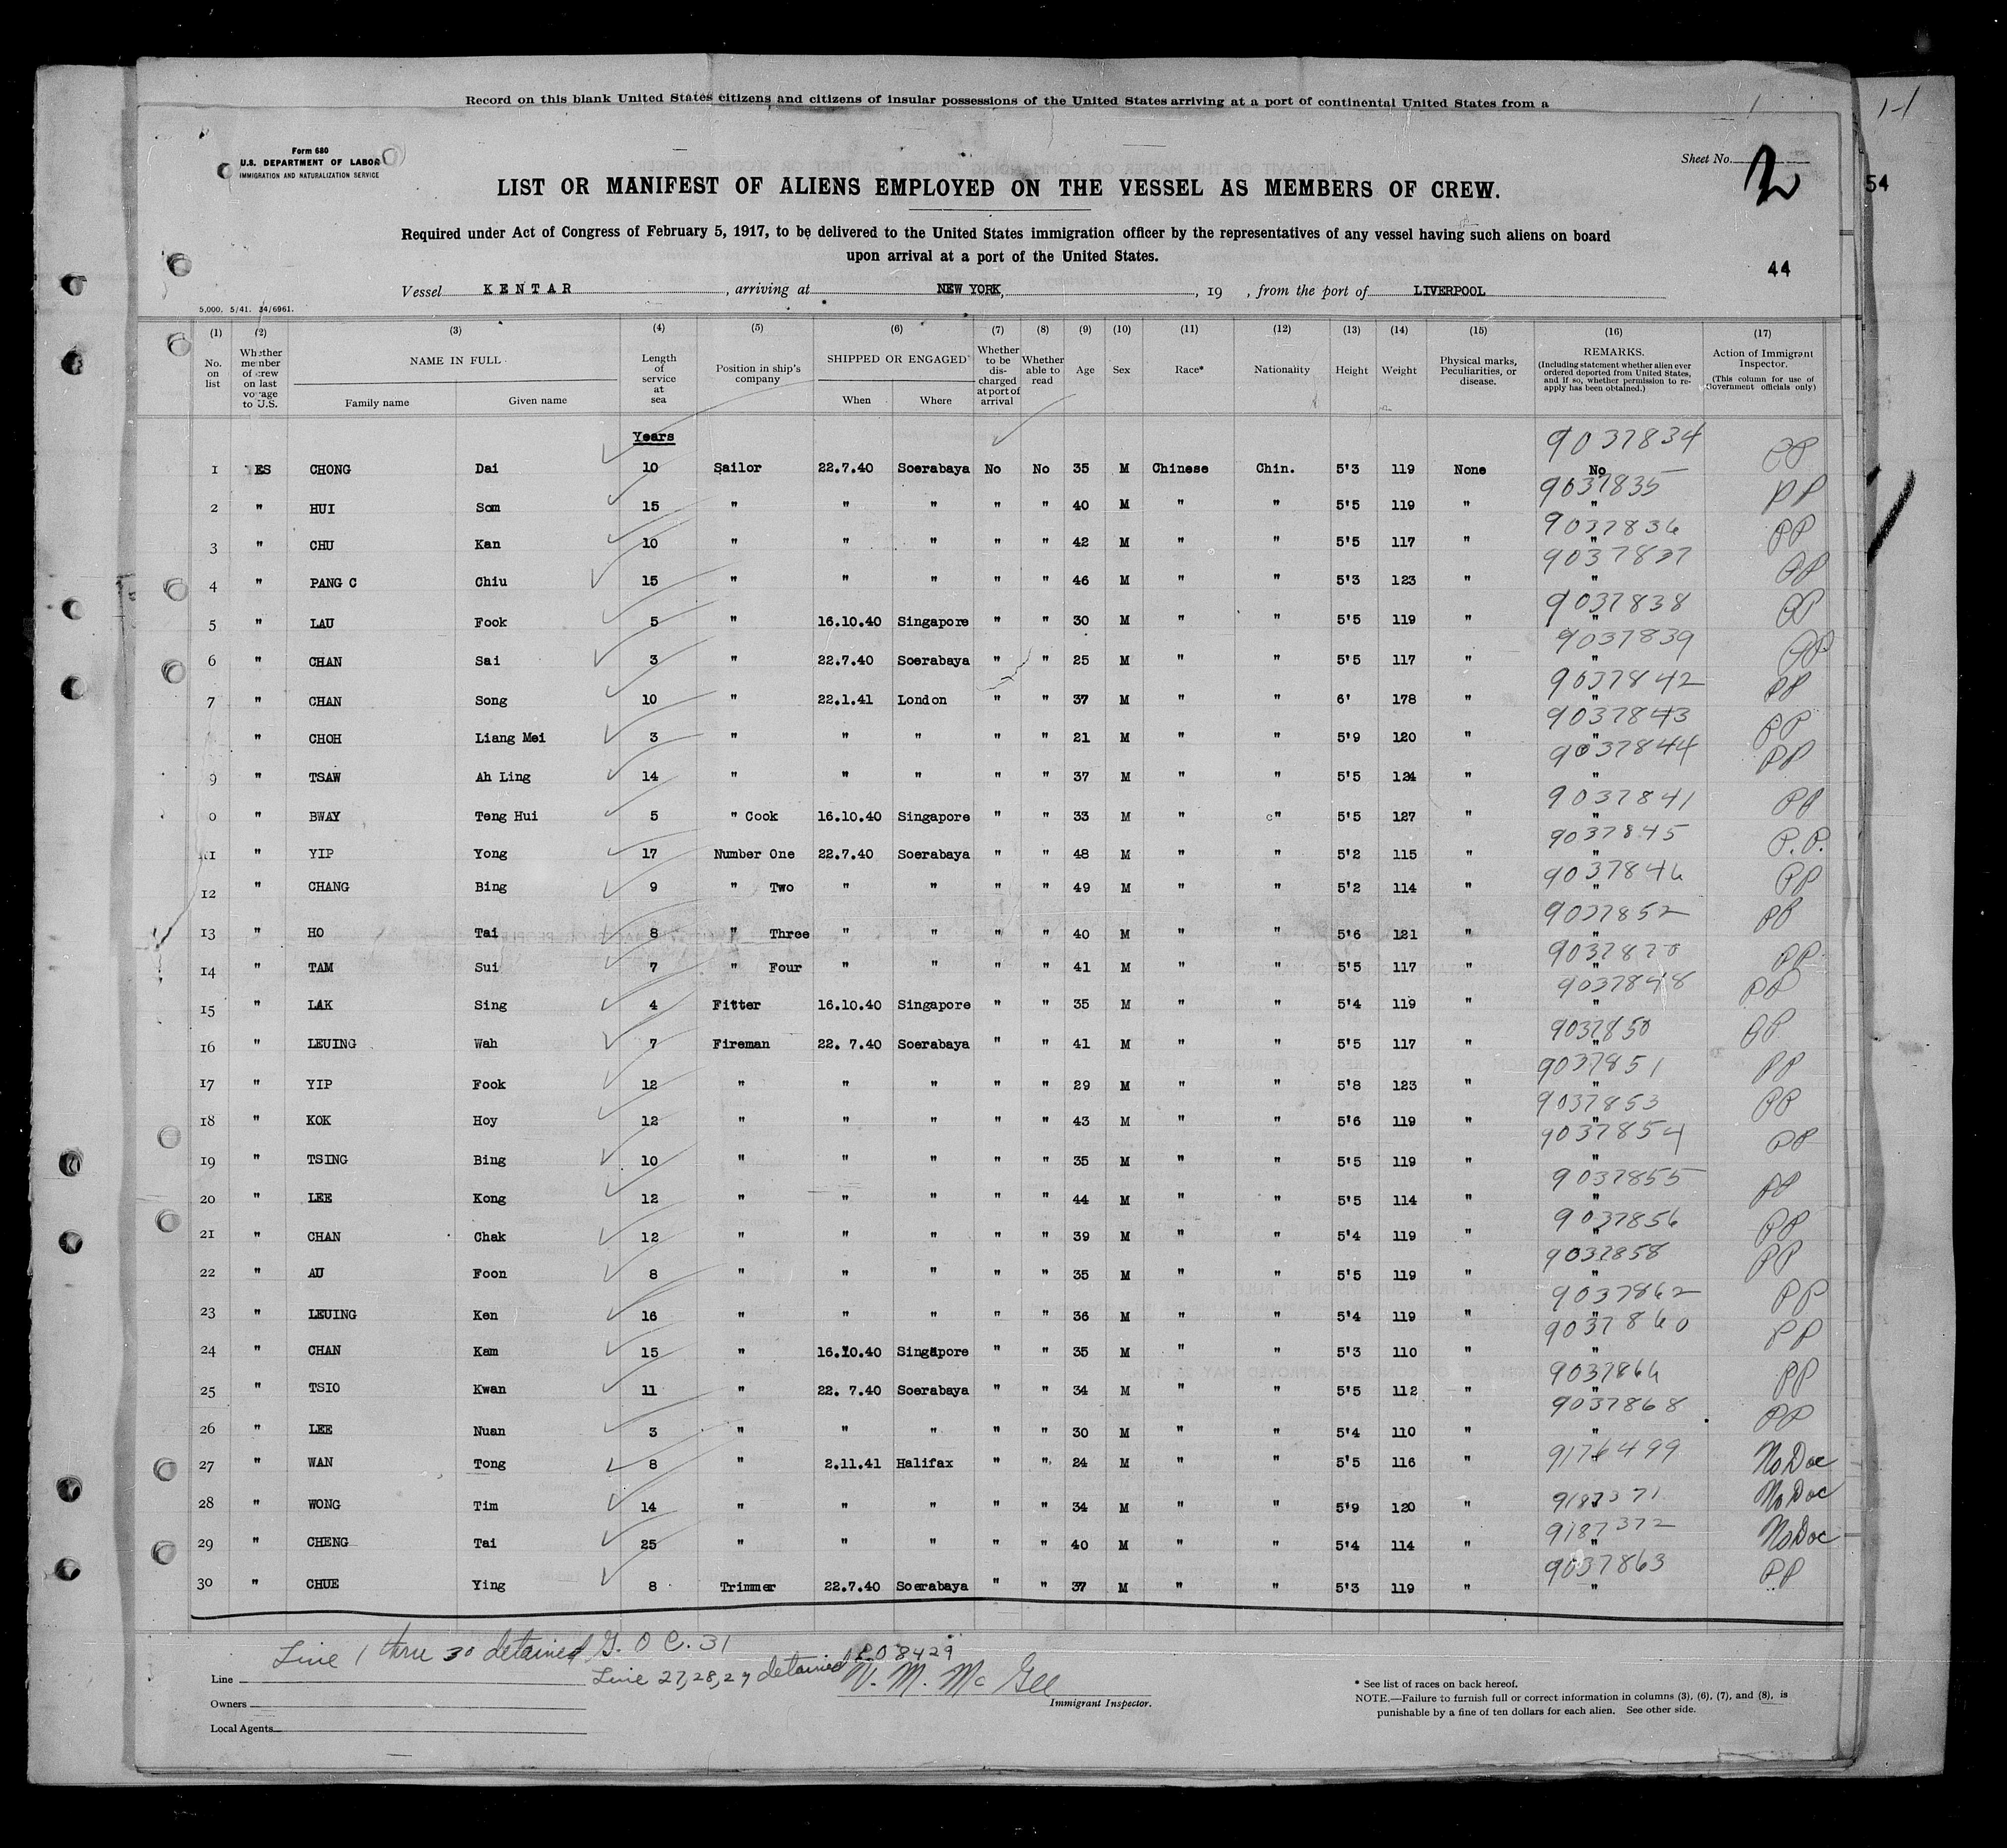 Record on this blank United States citizens and citizens of insular possessions of the United States arriving at a port of continental United States from a
Form 680
U.S. DEPARTMENT OF LABOR
IMMIGRATION AND NATURALIZATION SERVICE
Sheet No. 2
54
LIST OR MANIFEST OF ALIENS EMPLOYED ON THE VESSEL AS MEMBERS OF CREW.
Required under Act of Congress of February 5, 1917, to be delivered to the United States immigration officer by the representatives of any vessel having such aliens on board
upon arrival at a port of the United States.
44
Vessel KENTAR, arriving at NEW YORK, , 19 , from the port of LIVERPOOL
5,000. 5/41. 34/6961.
(1) (2) (3) (4) (5) (6) (7) (8) (9) (10) (11) (12) (13) (14) (15) (16) (17)
No. on list | Whether member of crew on last voyage to U.S. | NAME IN FULL Family name Given name | Length of service at sea | Position in ship's company | SHIPPED OR ENGAGED When Where | Whether to be discharged at port of arrival | Whether able to read | Age | Sex | Race* | Nationality | Height | Weight | Physical marks, Peculiarities, or disease. | REMARKS. (Including statement whether alien ever ordered deported from United States, and if so, whether permission to re-apply has been obtained.) | Action of Immigrant Inspector. (This column for use of Government officials only)
Years 9037834
1 YES CHONG Dai 10 Sailor 22.7.40 Soerabaya No No 35 M Chinese Chin. 5'3 119 None No PP
2 " HUI Som 15 " " " " " 40 M " " 5'5 119 " 9037835 " PP
3 " CHU Kan 10 " " " " " 42 M " " 5'5 117 " 9037836 " PP
4 " PANG C Chiu 15 " " " " " 46 M " " 5'3 123 " 9037837 " PP
5 " LAU Fook 5 " 16.10.40 Singapore " " 30 M " " 5'5 119 " 9037838 " PP
6 " CHAN Sai 3 " 22.7.40 Soerabaya " " 25 M " " 5'5 117 " 9037839 " PP
7 " CHAN Song 10 " 22.1.41 London " " 37 M " " 6' 178 " 9037842 " PP
" CHOH Liang Mei 3 " " " " " 21 M " " 5'9 120 " 9037843 " PP
9 " TSAW Ah Ling 14 " " " " " 37 M " " 5'5 124 " 9037844 " PP
0 " BWAY Teng Hui 5 " Cook 16.10.40 Singapore " " 33 M " " 5'5 127 " 9037841 " PP
11 " YIP Yong 17 Number One 22.7.40 Soerabaya " " 48 M " " 5'2 115 " 9037845 " P.P.
12 " CHANG Bing 9 " Two " " " " 49 M " " 5'2 114 " 9037846 " PP
13 " HO Tai 8 " Three " " " " 40 M " " 5'6 121 " 9037852 " PP
14 " TAM Sui 7 " Four " " " " 41 M " " 5'5 117 " 9037870 " PP
15 " LAK Sing 4 Fitter 16.10.40 Singapore " " 35 M " " 5'4 119 " 9037848 " PP
16 " LEUING Wah 7 Fireman 22. 7.40 Soerabaya " " 41 M " " 5'5 117 " 9037850 " PP
17 " YIP Fook 12 " " " " " 29 M " " 5'8 123 " 9037851 " PP
18 " KOK Hoy 12 " " " " " 43 M " " 5'6 119 " 9037853 " PP
19 " TSING Bing 10 " " " " " 35 M " " 5'5 119 " 9037854 " PP
20 " LEE Kong 12 " " " " " 44 M " " 5'5 114 " 9037855 " PP
21 " CHAN Chak 12 " " " " " 39 M " " 5'4 119 " 9037856 " PP
22 " AU Foon 8 " " " " " 35 M " " 5'5 119 " 9037858 " PP
23 " LEUING Ken 16 " " " " " 36 M " " 5'4 119 " 9037862 " PP
24 " CHAN Kam 15 " 16.10.40 Singapore " " 35 M " " 5'3 110 " 9037860 " PP
25 " TSIO Kwan 11 " 22. 7.40 Soerabaya " " 34 M " " 5'5 112 " 9037866 " PP
26 " LEE Nuan 3 " " " " " 30 M " " 5'4 110 " 9037868 " PP
27 " WAN Tong 8 " 2.11.41 Halifax " " 24 M " " 5'5 116 " 9176499 No Doc
28 " WONG Tim 14 " " " " " 34 M " " 5'9 120 " 9187371 No Doc
29 " CHENG Tai 25 " " " " " 40 M " " 5'4 114 " 9187372 " No Doc
30 " CHUE Ying 8 Trimmer 22.7.40 Soerabaya " " 37 M " " 5'3 119 " 9037863 " PP
Line 1 thru 30 detained G. O C. 31
Line 27, 28, 29 detained E.O 8429
V. M. Mc Gee
Immigrant Inspector.
Line
Owners
Local Agents
* See list of races on back hereof.
NOTE.—Failure to furnish full or correct information in columns (3), (6), (7), and (8), is
punishable by a fine of ten dollars for each alien. See other side.